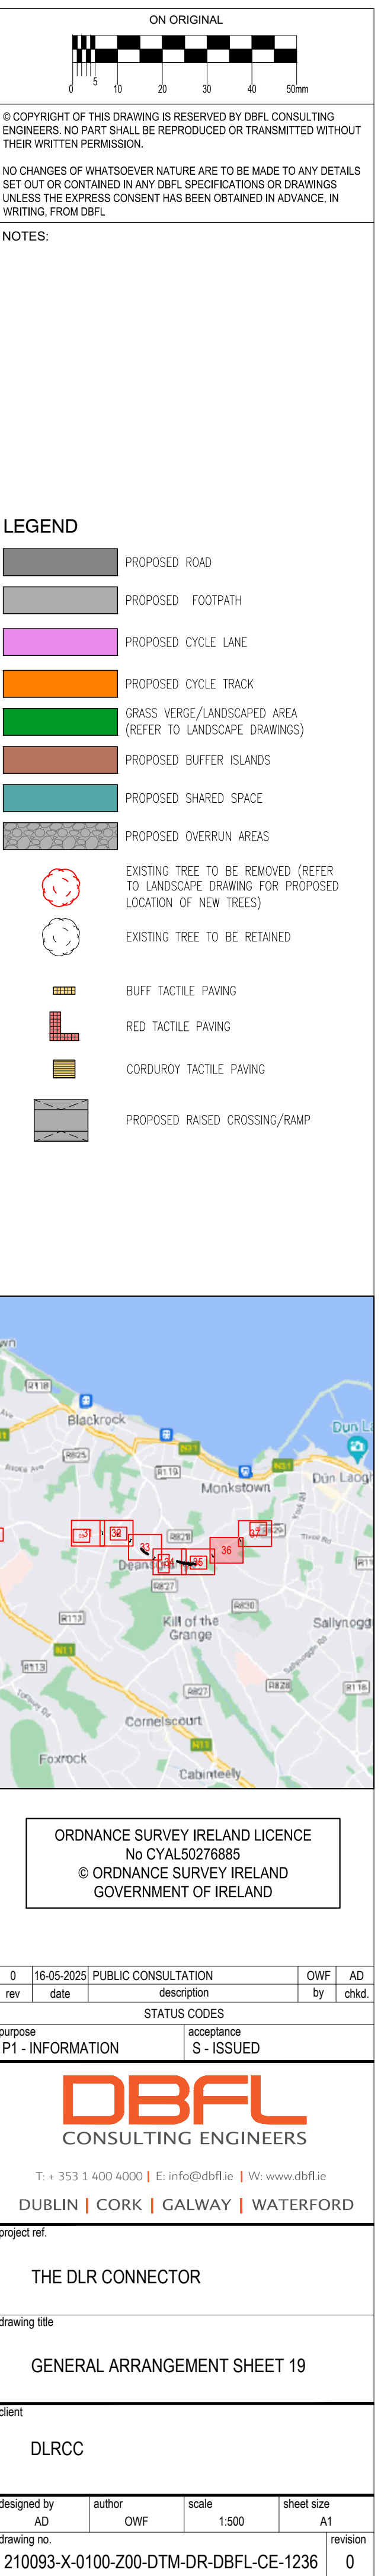 ON ORIGINAL
0 5 10 20 30 40 50mm
© COPYRIGHT OF THIS DRAWING IS RESERVED BY DBFL CONSULTING
ENGINEERS. NO PART SHALL BE REPRODUCED OR TRANSMITTED WITHOUT
THEIR WRITTEN PERMISSION.
NO CHANGES OF WHATSOEVER NATURE ARE TO BE MADE TO ANY DETAILS
SET OUT OR CONTAINED IN ANY DBFL SPECIFICATIONS OR DRAWINGS
UNLESS THE EXPRESS CONSENT HAS BEEN OBTAINED IN ADVANCE, IN
WRITING, FROM DBFL
NOTES:
LEGEND
PROPOSED ROAD
PROPOSED FOOTPATH
PROPOSED CYCLE LANE
PROPOSED CYCLE TRACK
GRASS VERGE/LANDSCAPED AREA
(REFER TO LANDSCAPE DRAWINGS)
PROPOSED BUFFER ISLANDS
PROPOSED SHARED SPACE
PROPOSED OVERRUN AREAS
EXISTING TREE TO BE REMOVED (REFER
TO LANDSCAPE DRAWING FOR PROPOSED
LOCATION OF NEW TREES)
EXISTING TREE TO BE RETAINED
BUFF TACTILE PAVING
RED TACTILE PAVING
CORDUROY TACTILE PAVING
PROPOSED RAISED CROSSING/RAMP
wn
R118
Blackrock
Ave
N31
Dun L
R825
R119
N31
Dún Laogh
Monkstown
31
32
33
R828
36
37
Deansgra
34
35
R827
R113
Kill of the
Grange
R830
Sallynogg
N11
R113
R827
R828
R118
Cornelscourt
Foxrock
N11
Cabinteely
ORDNANCE SURVEY IRELAND LICENCE
No CYAL50276885
© ORDNANCE SURVEY IRELAND
GOVERNMENT OF IRELAND
0 16-05-2025 PUBLIC CONSULTATION OWF AD
rev date description by chkd.
STATUS CODES
purpose acceptance
P1 - INFORMATION S - ISSUED
DBFL
CONSULTING ENGINEERS
T: + 353 1 400 4000 | E: info@dbfl.ie | W: www.dbfl.ie
DUBLIN | CORK | GALWAY | WATERFORD
project ref.
THE DLR CONNECTOR
drawing title
GENERAL ARRANGEMENT SHEET 19
client
DLRCC
designed by author scale sheet size
AD OWF 1:500 A1
drawing no. revision
210093-X-0100-Z00-DTM-DR-DBFL-CE-1236 0